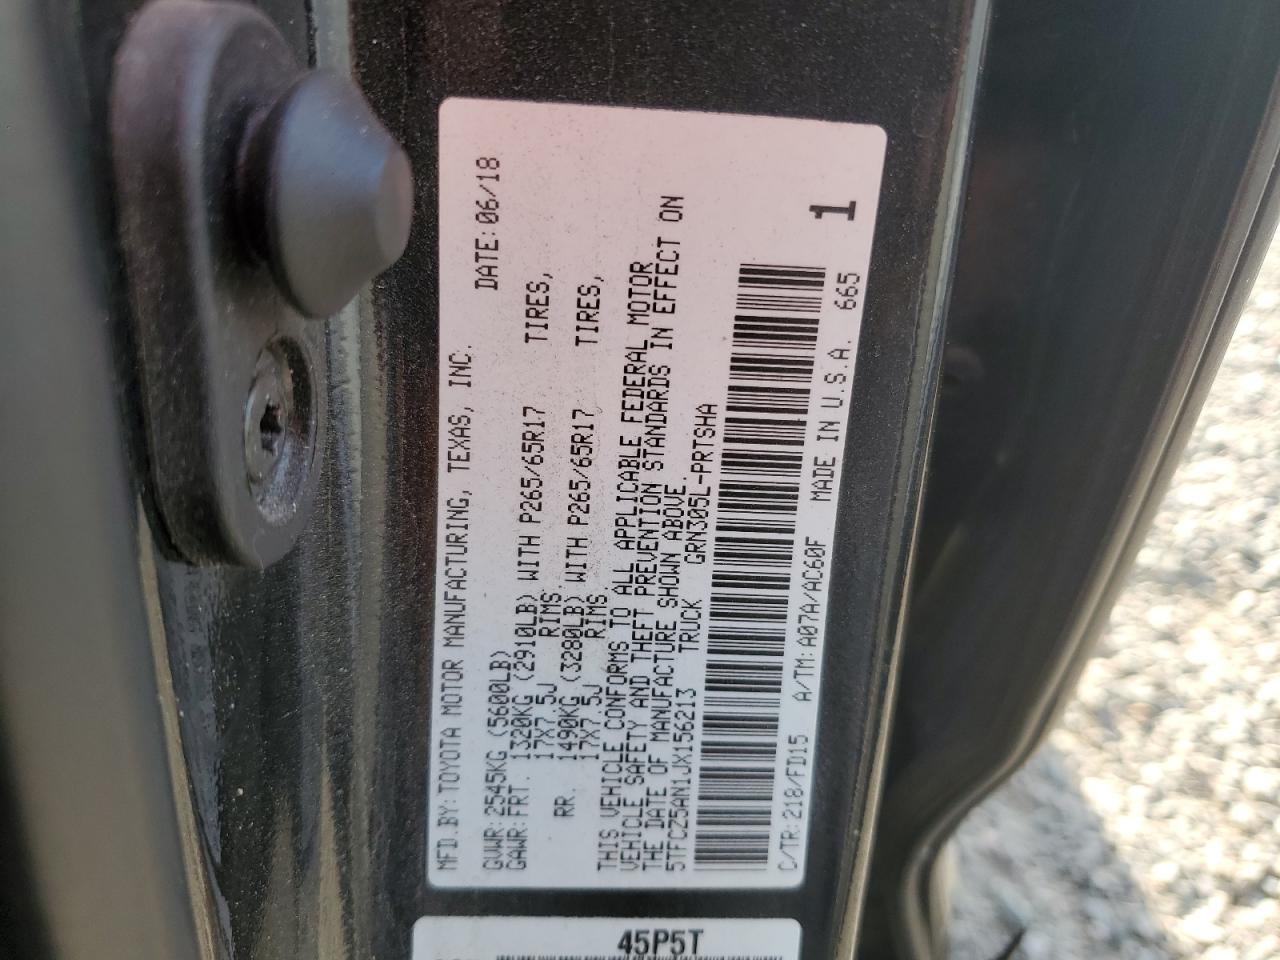 MFD.BY:TOYOTA MOTOR MANUFACTURING, TEXAS, INC.
DATE:06/18
GVWR:2545KG (5600LB)
GAWR:FRT. 1320KG (2910LB) WITH P265/65R17 TIRES,
17X7.5J RIMS.
RR. 1490KG (3280LB) WITH P265/65R17 TIRES,
17X7.5J RIMS.
THIS VEHICLE CONFORMS TO ALL APPLICABLE FEDERAL MOTOR
VEHICLE SAFETY AND THEFT PREVENTION STANDARDS IN EFFECT ON
THE DATE OF MANUFACTURE SHOWN ABOVE.
5TFCZ5AN1JX156213 TRUCK GRN305L-PRTSHA
1
C/TR:218/FD15 A/TM:A07A/AC60F MADE IN U.S.A. 665
45P5T